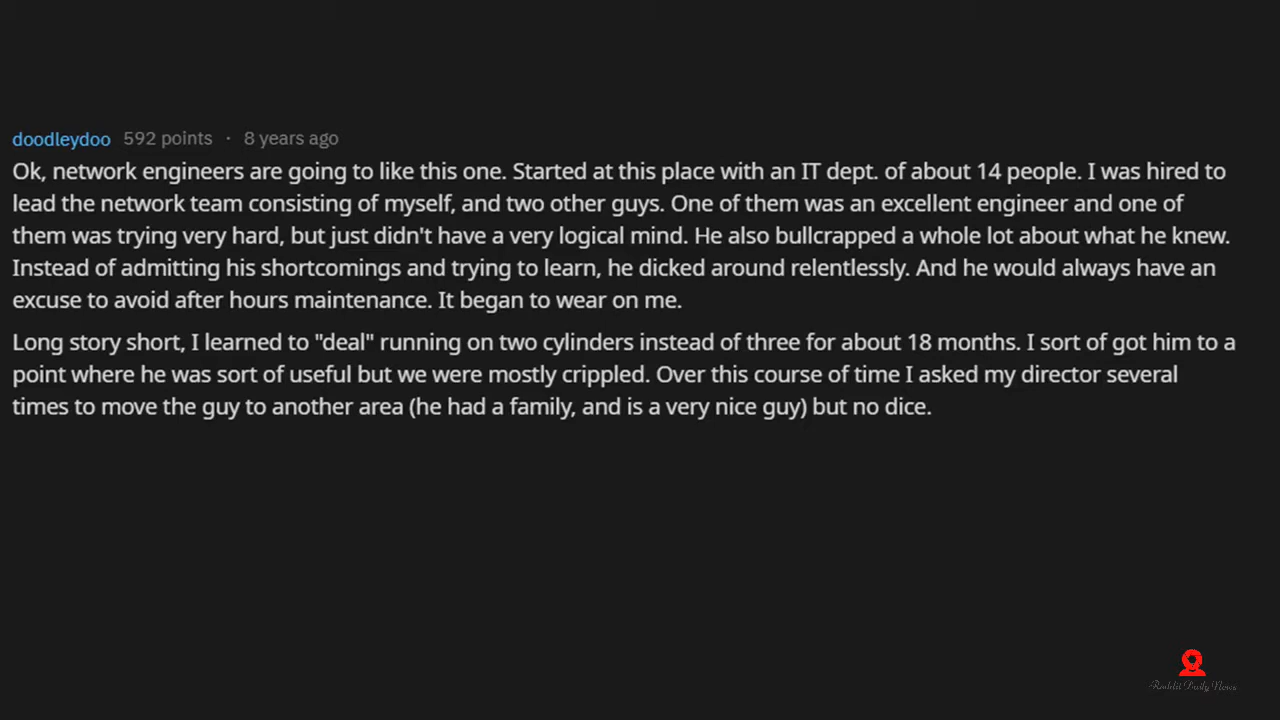 doodleydoo 592 points · 8 years ago
Ok, network engineers are going to like this one. Started at this place with an IT dept. of about 14 people. I was hired to
lead the network team consisting of myself, and two other guys. One of them was an excellent engineer and one of
them was trying very hard, but just didn't have a very logical mind. He also bullcrapped a whole lot about what he knew.
Instead of admitting his shortcomings and trying to learn, he dicked around relentlessly. And he would always have an
excuse to avoid after hours maintenance. It began to wear on me.
Long story short, I learned to "deal" running on two cylinders instead of three for about 18 months. I sort of got him to a
point where he was sort of useful but we were mostly crippled. Over this course of time I asked my director several
times to move the guy to another area (he had a family, and is a very nice guy) but no dice.
Reddit Daily News